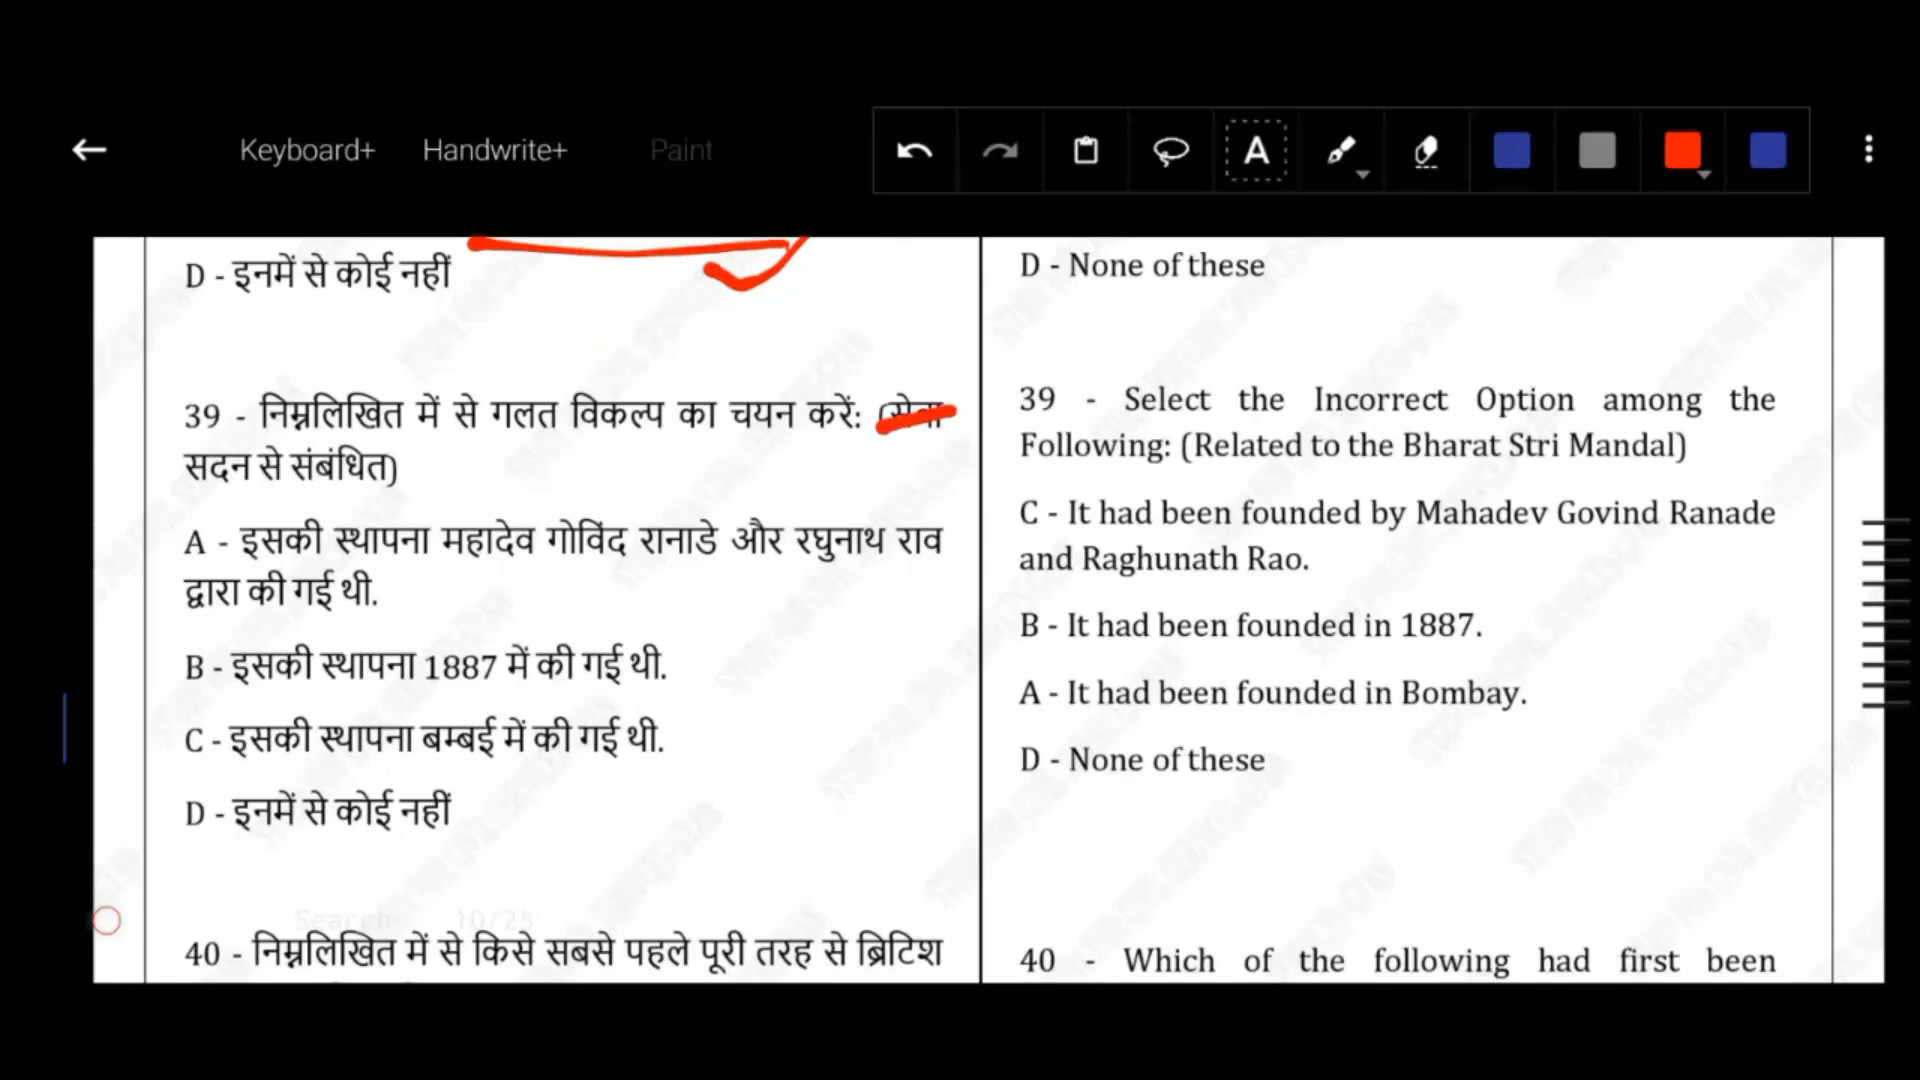 Keyboard+ Handwrite+ Paint A
D - इनमें से कोई नहीं
39 - निम्नलिखित में से गलत विकल्प का चयन करें: (सेवा
सदन से संबंधित)
A - इसकी स्थापना महादेव गोविंद रानाडे और रघुनाथ राव
द्वारा की गई थी.
B - इसकी स्थापना 1887 में की गई थी.
C - इसकी स्थापना बम्बई में की गई थी.
D - इनमें से कोई नहीं
Search 10/25
40 - निम्नलिखित में से किसे सबसे पहले पूरी तरह से ब्रिटिश
D - None of these
39 - Select the Incorrect Option among the
Following: (Related to the Bharat Stri Mandal)
C - It had been founded by Mahadev Govind Ranade
and Raghunath Rao.
B - It had been founded in 1887.
A - It had been founded in Bombay.
D - None of these
40 - Which of the following had first been